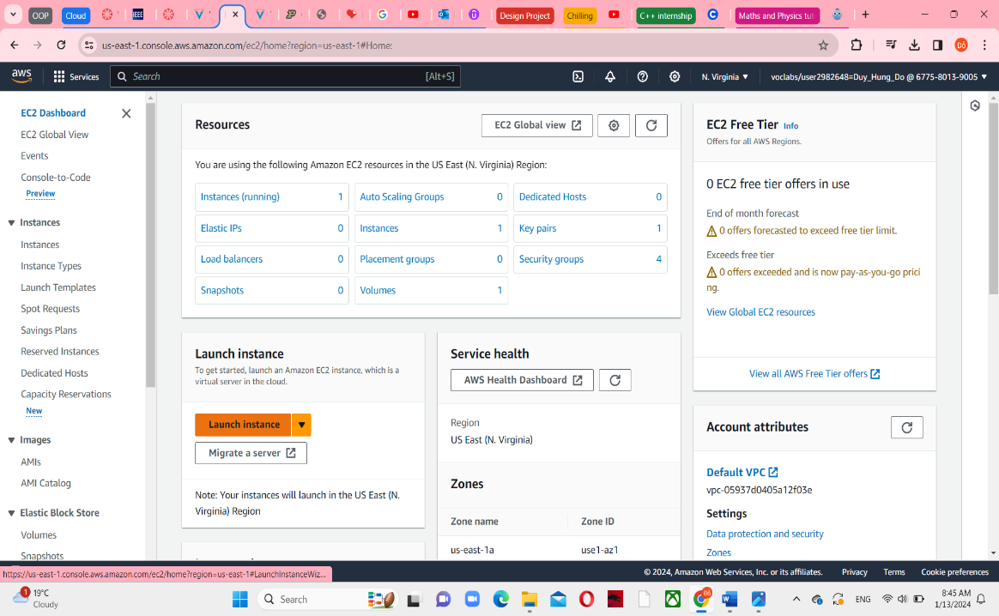 OOP
Cloud
IEEE
Design Project
Chilling
C++ internship
Maths and Physics tut
us-east-1.console.aws.amazon.com/ec2/home?region=us-east-1#Home:
Đỗ
aws
Services
Search
[Alt+S]
N. Virginia ▼
voclabs/user2982648=Duy_Hung_Do @ 6775-8013-9005 ▼
EC2 Dashboard
EC2 Global View
Events
Console-to-Code
Preview
Instances
Instances
Instance Types
Launch Templates
Spot Requests
Savings Plans
Reserved Instances
Dedicated Hosts
Capacity Reservations
New
Images
AMIs
AMI Catalog
Elastic Block Store
Volumes
Snapshots
Resources
EC2 Global view
You are using the following Amazon EC2 resources in the US East (N. Virginia) Region:
Instances (running) 1
Auto Scaling Groups 0
Dedicated Hosts 0
Elastic IPs 0
Instances 1
Key pairs 1
Load balancers 0
Placement groups 0
Security groups 4
Snapshots 0
Volumes 1
Launch instance
To get started, launch an Amazon EC2 instance, which is a
virtual server in the cloud.
Launch instance
Migrate a server
Note: Your instances will launch in the US East (N.
Virginia) Region
Service health
AWS Health Dashboard
Region
US East (N. Virginia)
Zones
Zone name Zone ID
us-east-1a use1-az1
EC2 Free Tier Info
Offers for all AWS Regions.
0 EC2 free tier offers in use
End of month forecast
0 offers forecasted to exceed free tier limit.
Exceeds free tier
0 offers exceeded and is now pay-as-you-go prici
ng.
View Global EC2 resources
View all AWS Free Tier offers
Account attributes
Default VPC
vpc-05937d0405a12f03e
Settings
Data protection and security
Zones
https://us-east-1.console.aws.amazon.com/ec2/home?region=us-east-1#LaunchInstanceWiz...
© 2024, Amazon Web Services, Inc. or its affiliates.
Privacy
Terms
Cookie preferences
1
19°C
Cloudy
Search
ENG
8:45 AM
1/13/2024